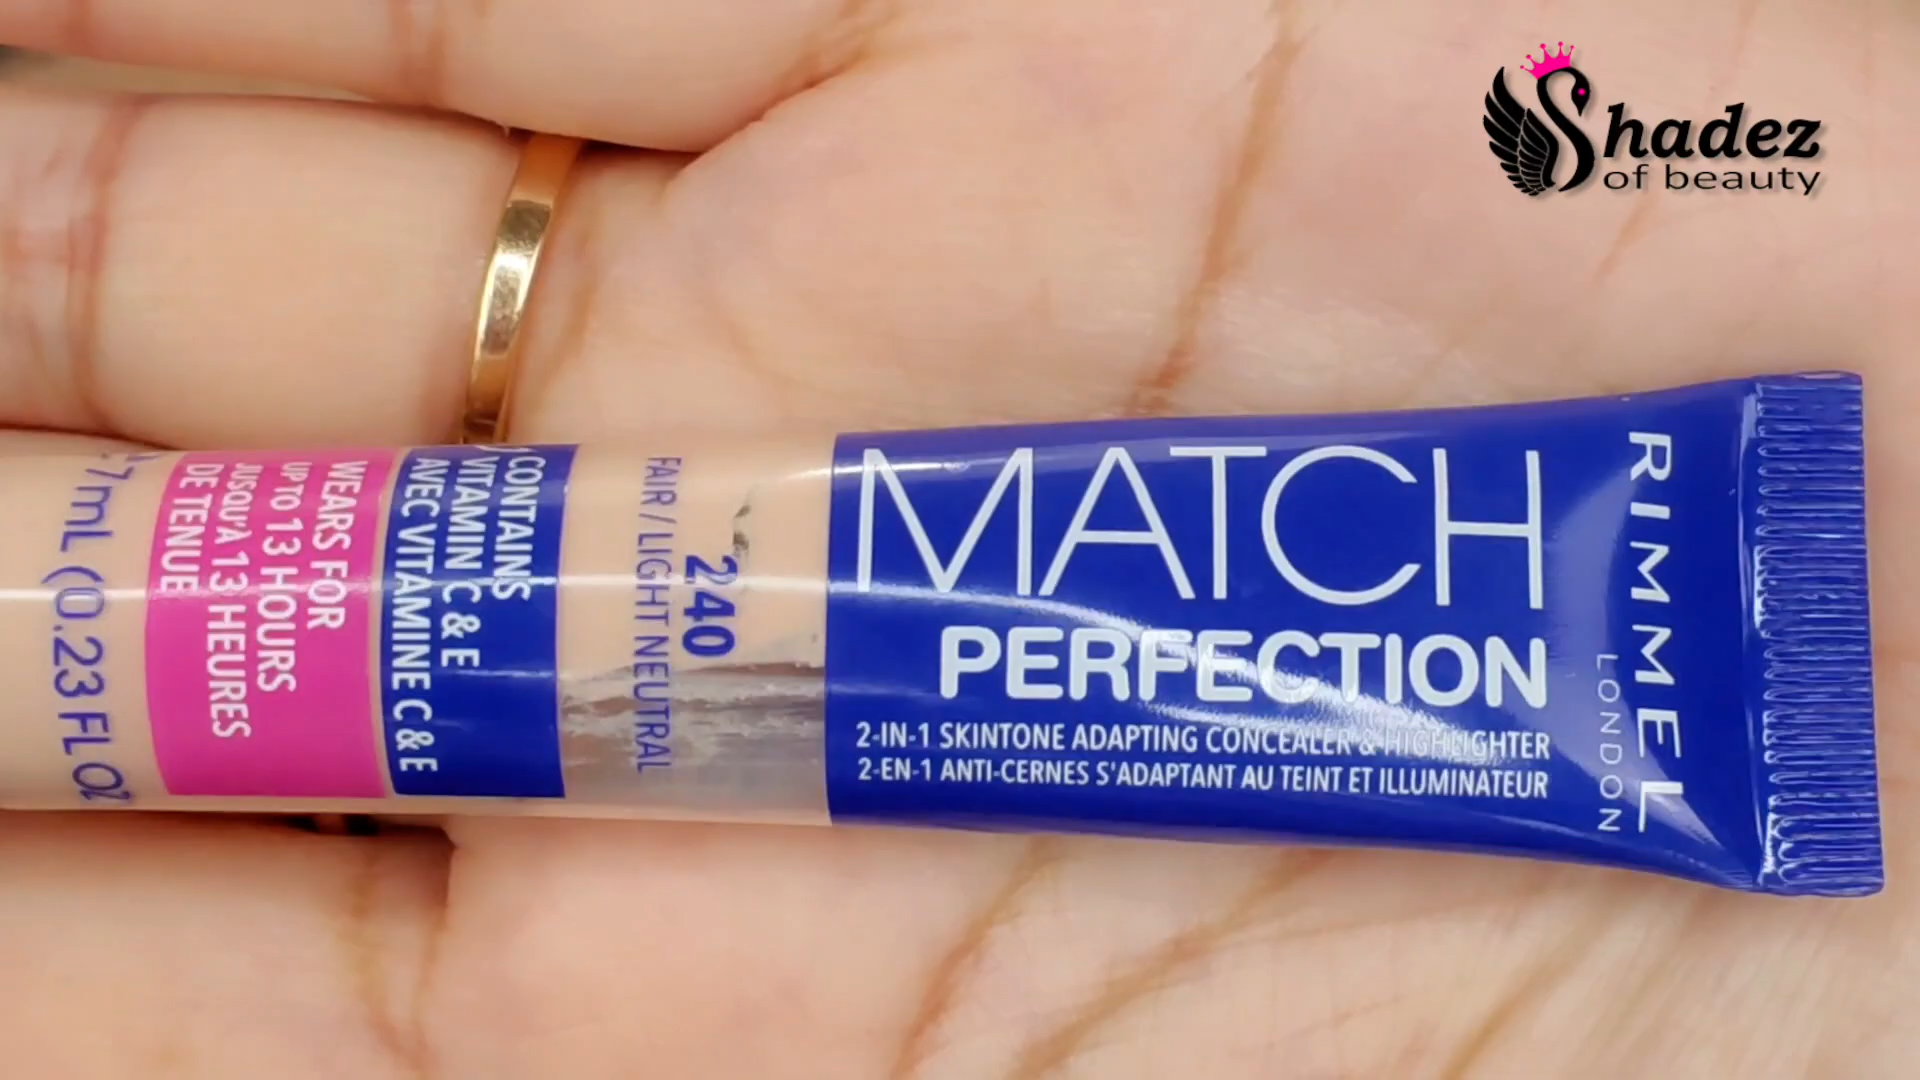 Shadez
of beauty
MATCH
PERFECTION
2-IN-1 SKINTONE ADAPTING CONCEALER & HIGHLIGHTER
2-EN-1 ANTI-CERNES S'ADAPTANT AU TEINT ET ILLUMINATEUR
RIMMEL
LONDON
240
FAIR / LIGHT NEUTRAL
CONTAINS
VITAMIN C & E
AVEC VITAMINE C & E
WEARS FOR
UP TO 13 HOURS
JUSQU'À 13 HEURES
DE TENUE
7mL (0.23 FL OZ